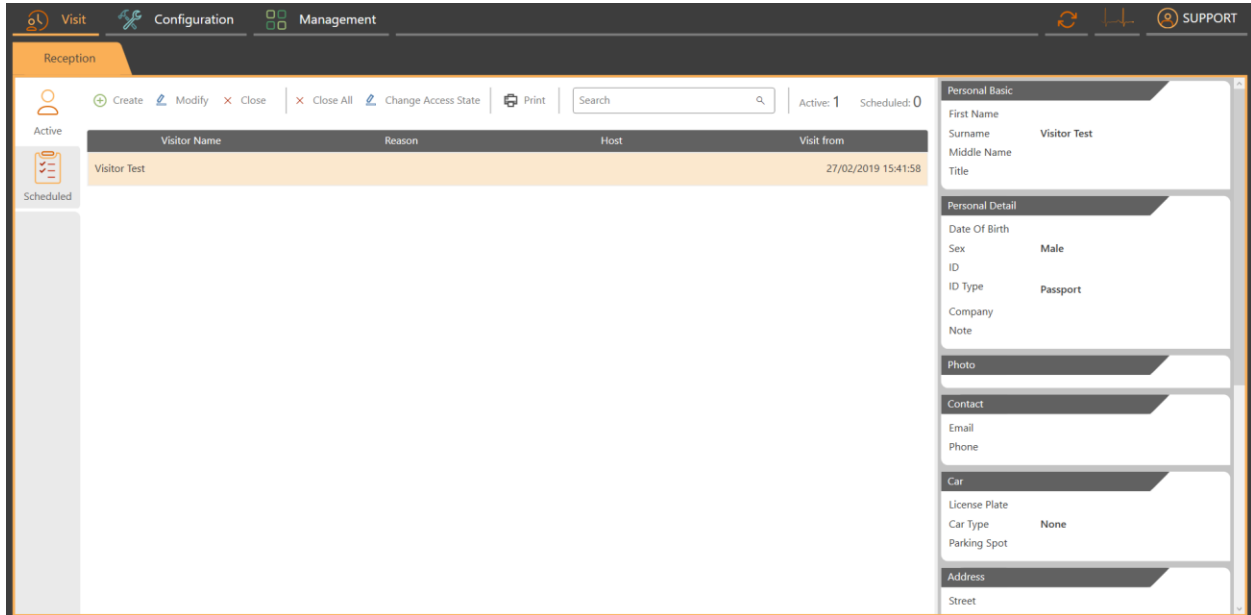 Visit Configuration Management SUPPORT
Reception
Active
Scheduled
Create Modify Close Close All Change Access State Print Search Active: 1 Scheduled: 0
Visitor Name Reason Host Visit from
Visitor Test 27/02/2019 15:41:58
Personal Basic
First Name
Surname Visitor Test
Middle Name
Title
Personal Detail
Date Of Birth
Sex Male
ID
ID Type Passport
Company
Note
Photo
Contact
Email
Phone
Car
License Plate
Car Type None
Parking Spot
Address
Street